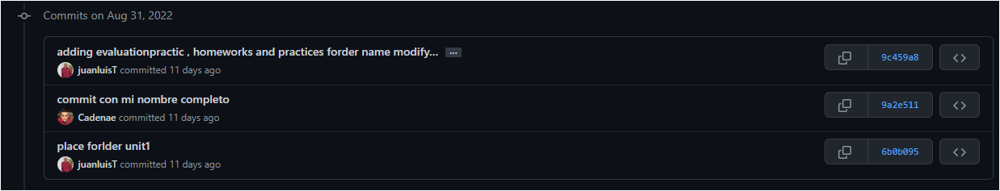 Commits on Aug 31, 2022
adding evaluationpractic , homeworks and practices forder name modify... ...
9c459a8
juanluisT committed 11 days ago
commit con mi nombre completo
9a2e511
Cadenae committed 11 days ago
place forlder unit1
6b0b095
juanluisT committed 11 days ago